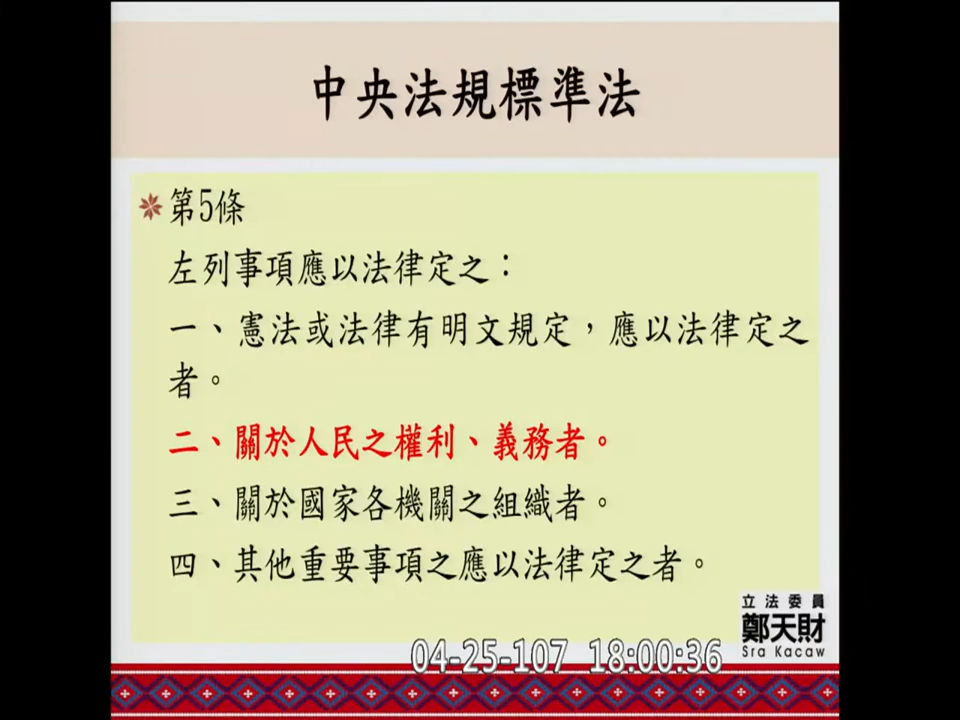 中央法規標準法
第5條
左列事項應以法律定之：
一、憲法或法律有明文規定，應以法律定之
者。
二、關於人民之權利、義務者。
三、關於國家各機關之組織者。
四、其他重要事項之應以法律定之者。
立法委員
鄭天財
Sra Kacaw
04-25-107 18:00:36